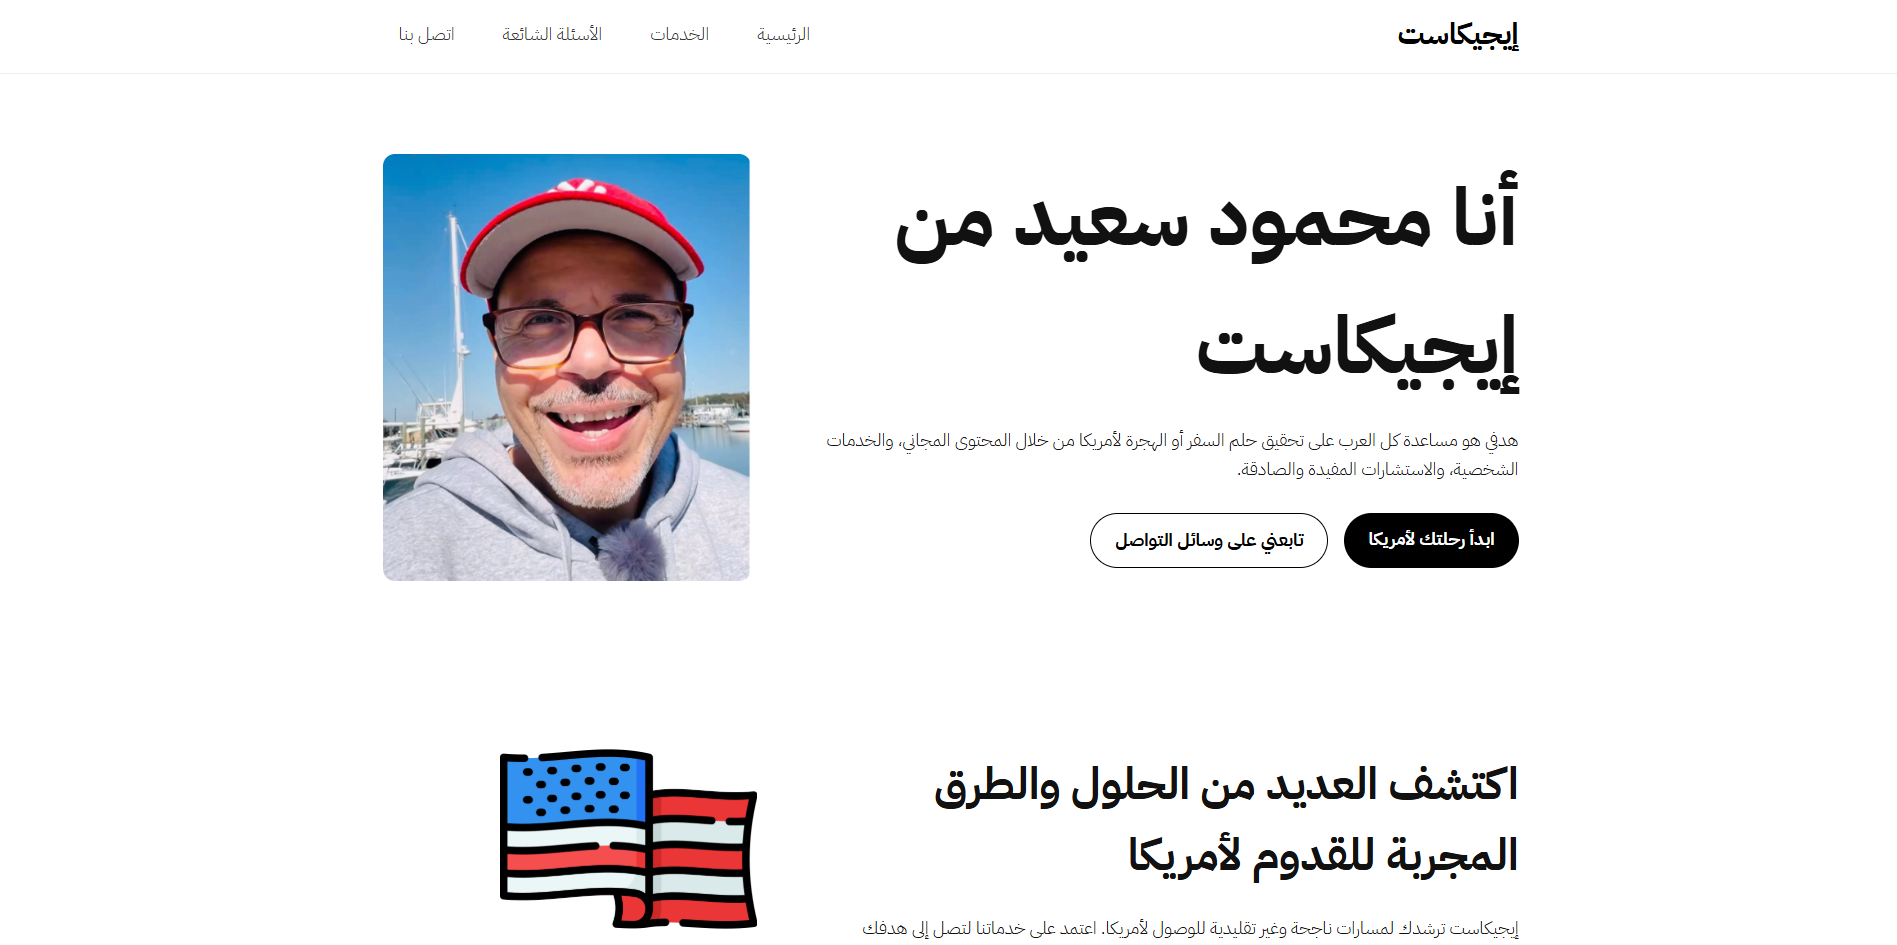 إيجيكاست
الرئيسية
الخدمات
الأسئلة الشائعة
اتصل بنا
أنا محمود سعيد من
إيجيكاست
هدفي هو مساعدة كل العرب على تحقيق حلم السفر أو الهجرة لأمريكا من خلال المحتوى المجاني، والخدمات
الشخصية، والاستشارات المفيدة والصادقة.
ابدأ رحلتك لأمريكا
تابعني على وسائل التواصل
اكتشف العديد من الحلول والطرق
المجربة للقدوم لأمريكا
إيجيكاست ترشدك لمسارات ناجحة وغير تقليدية للوصول لأمريكا. اعتمد على خدماتنا لتصل إلى هدفك